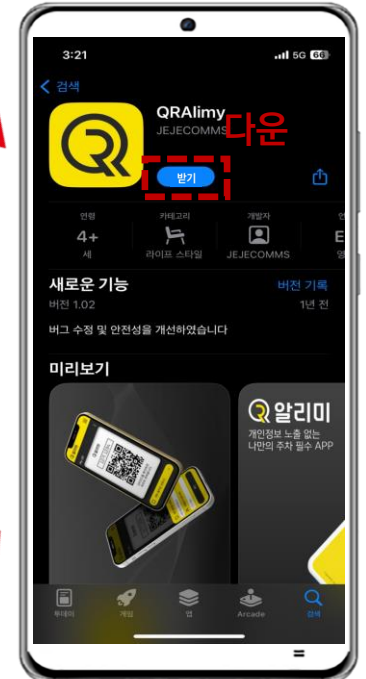 3:21 5G 66
검색
QRAlimy
JEJECOMMS
다운
받기
연령 카테고리 개발자
4+ E
세 라이프 스타일 JEJECOMMS 영
새로운 기능 버전 기록
버전 1.02 1년 전
버그 수정 및 안전성을 개선하였습니다
미리보기
알리미
개인정보 노출 없는
나만의 주차 필수 APP
투데이 게임 앱 Arcade 검색